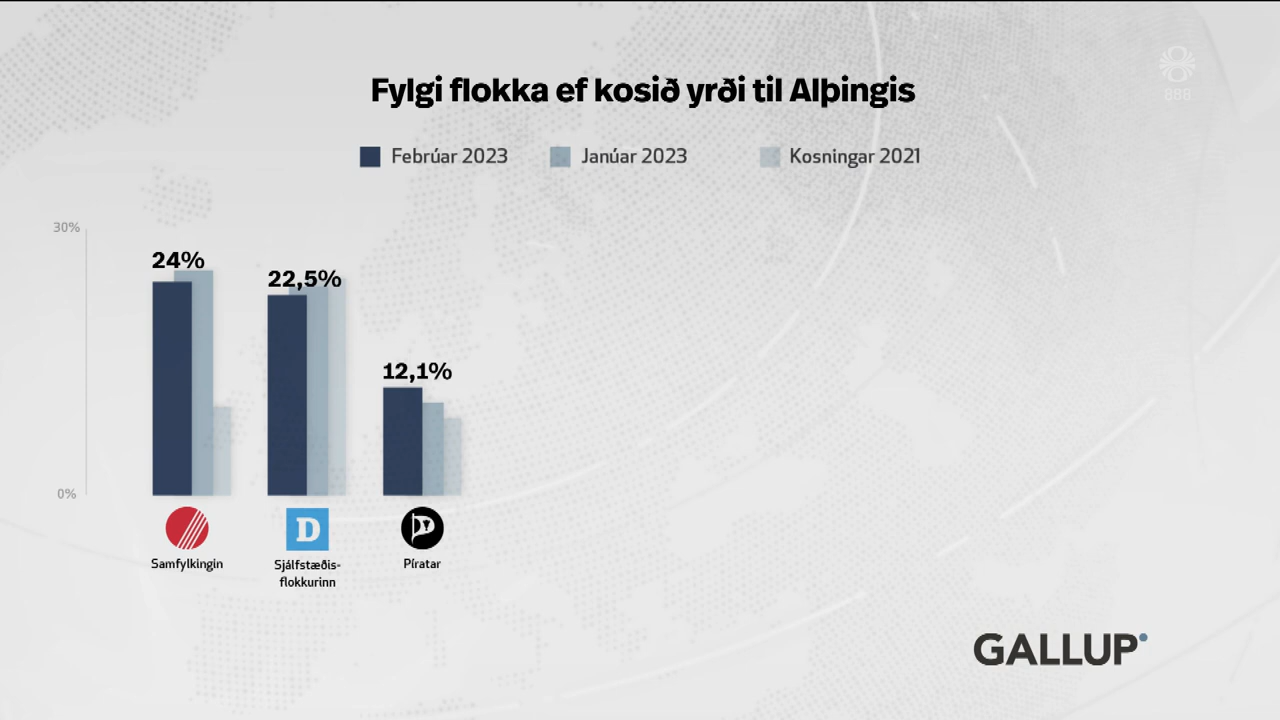 888
Fylgi flokka ef kosið yrði til Alþingis
Febrúar 2023
Janúar 2023
Kosningar 2021
30%
24%
22,5%
12,1%
0%
D
Samfylkingin
Sjálfstæðis-
flokkurinn
Píratar
GALLUP